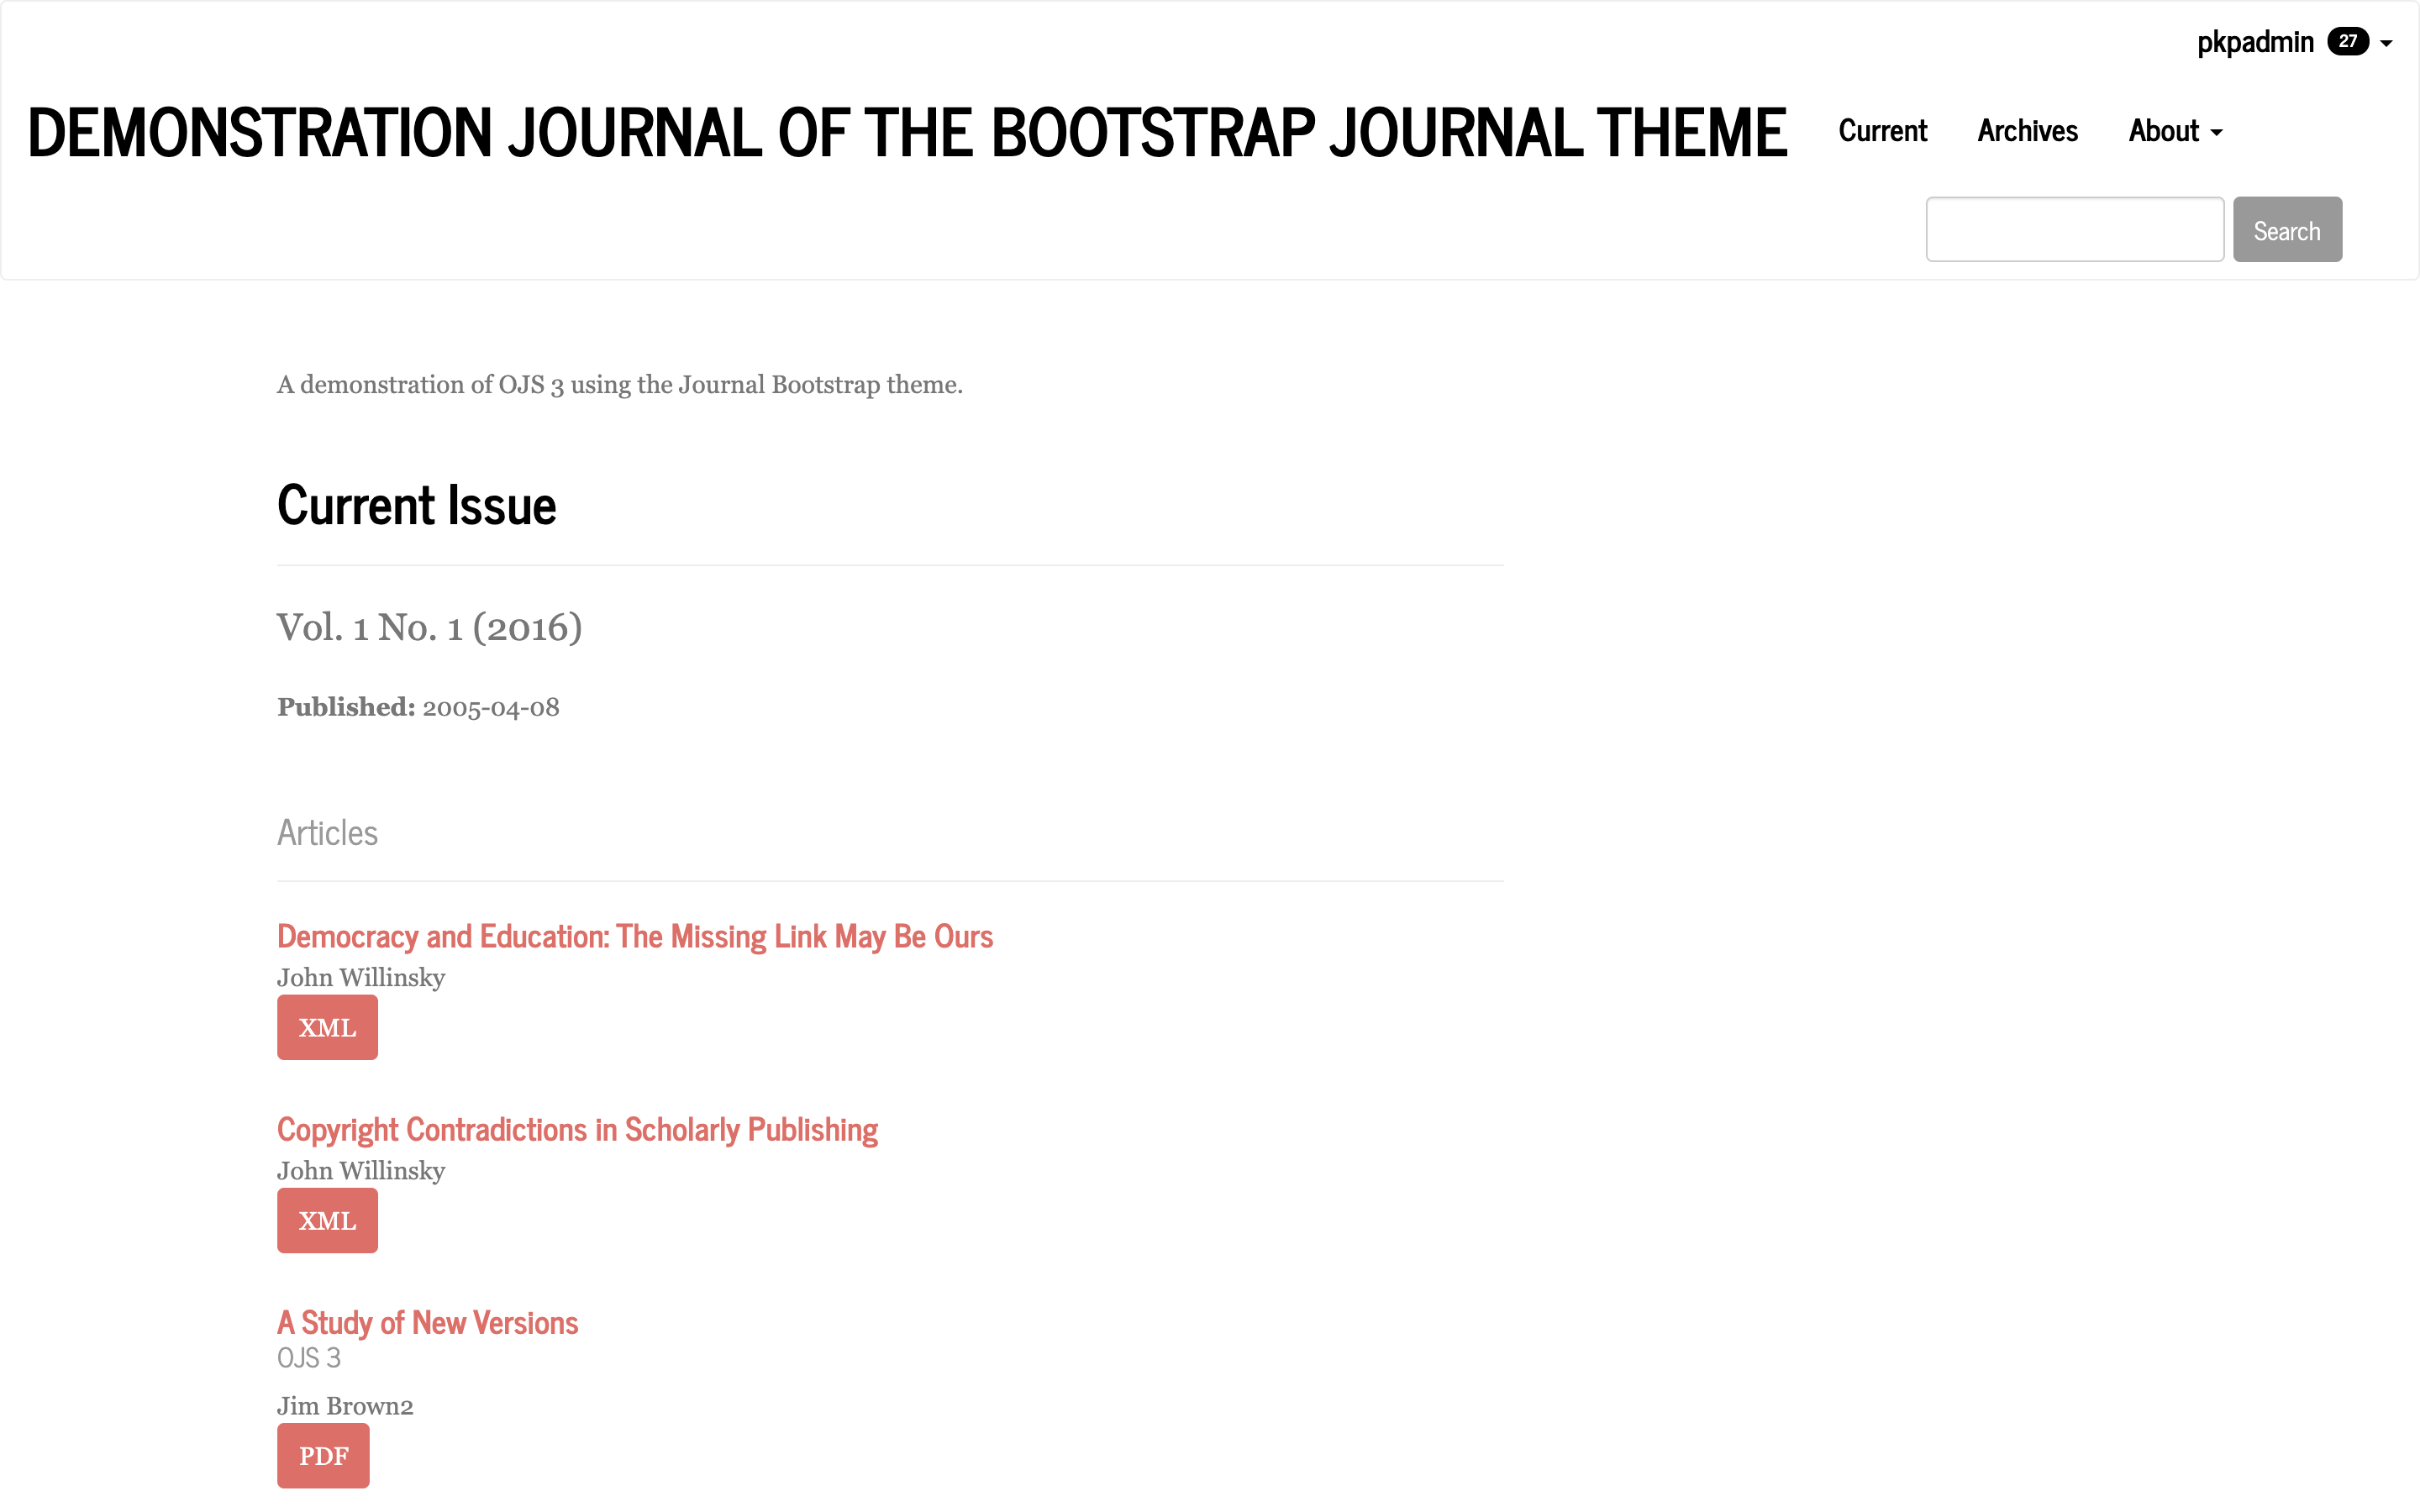 pkpadmin 27
DEMONSTRATION JOURNAL OF THE BOOTSTRAP JOURNAL THEME
Current Archives About
Search
A demonstration of OJS 3 using the Journal Bootstrap theme.
Current Issue
Vol. 1 No. 1 (2016)
Published: 2005-04-08
Articles
Democracy and Education: The Missing Link May Be Ours
John Willinsky
XML
Copyright Contradictions in Scholarly Publishing
John Willinsky
XML
A Study of New Versions
OJS 3
Jim Brown2
PDF